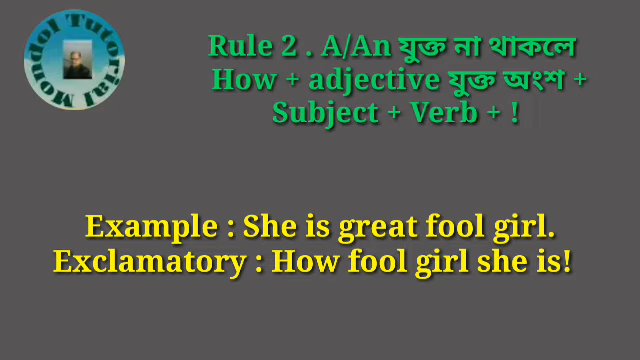 Mondol Tutorial
Rule 2 . A/An যুক্ত না থাকলে
How + adjective যুক্ত অংশ +
Subject + Verb + !
Example : She is great fool girl.
Exclamatory : How fool girl she is!